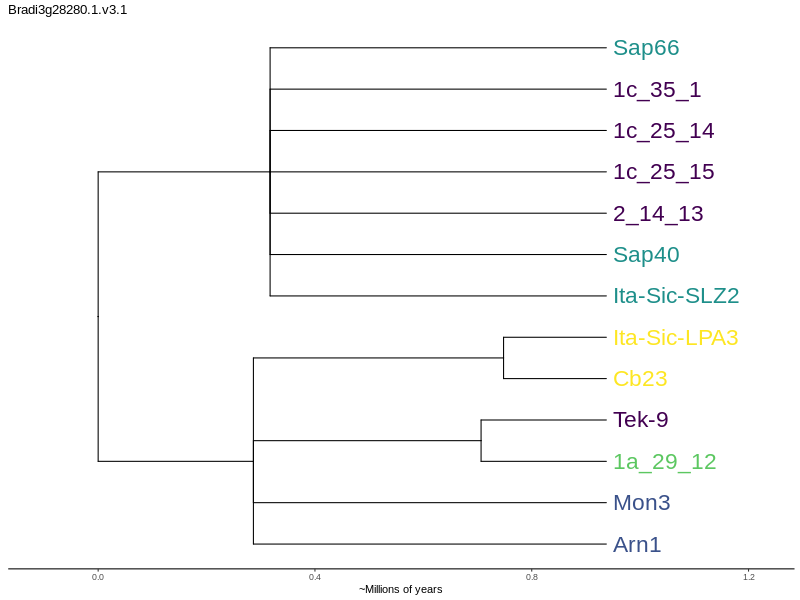 Bradi3g28280.1.v3.1
Sap66
1c_35_1
1c_25_14
1c_25_15
2_14_13
Sap40
Ita-Sic-SLZ2
Ita-Sic-LPA3
Cb23
Tek-9
1a_29_12
Mon3
Arn1
0.0 0.4 0.8 1.2
~Millions of years